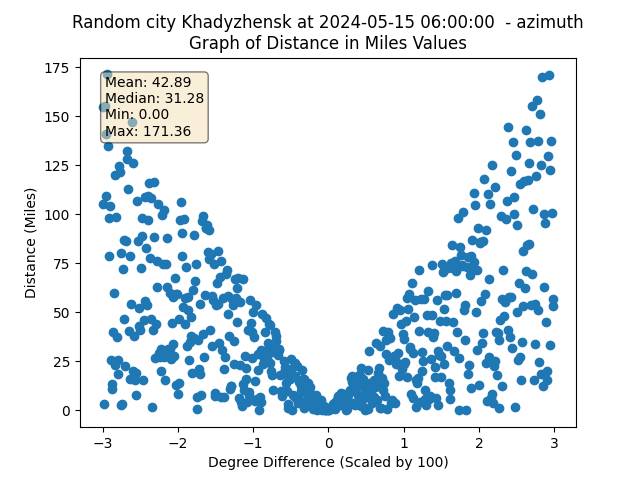 Random city Khadyzhensk at 2024-05-15 06:00:00  - azimuth
Graph of Distance in Miles Values
175
150
125
100
75
50
25
0
Distance (Miles)
Mean: 42.89
Median: 31.28
Min: 0.00
Max: 171.36
−3 −2 −1 0 1 2 3
Degree Difference (Scaled by 100)